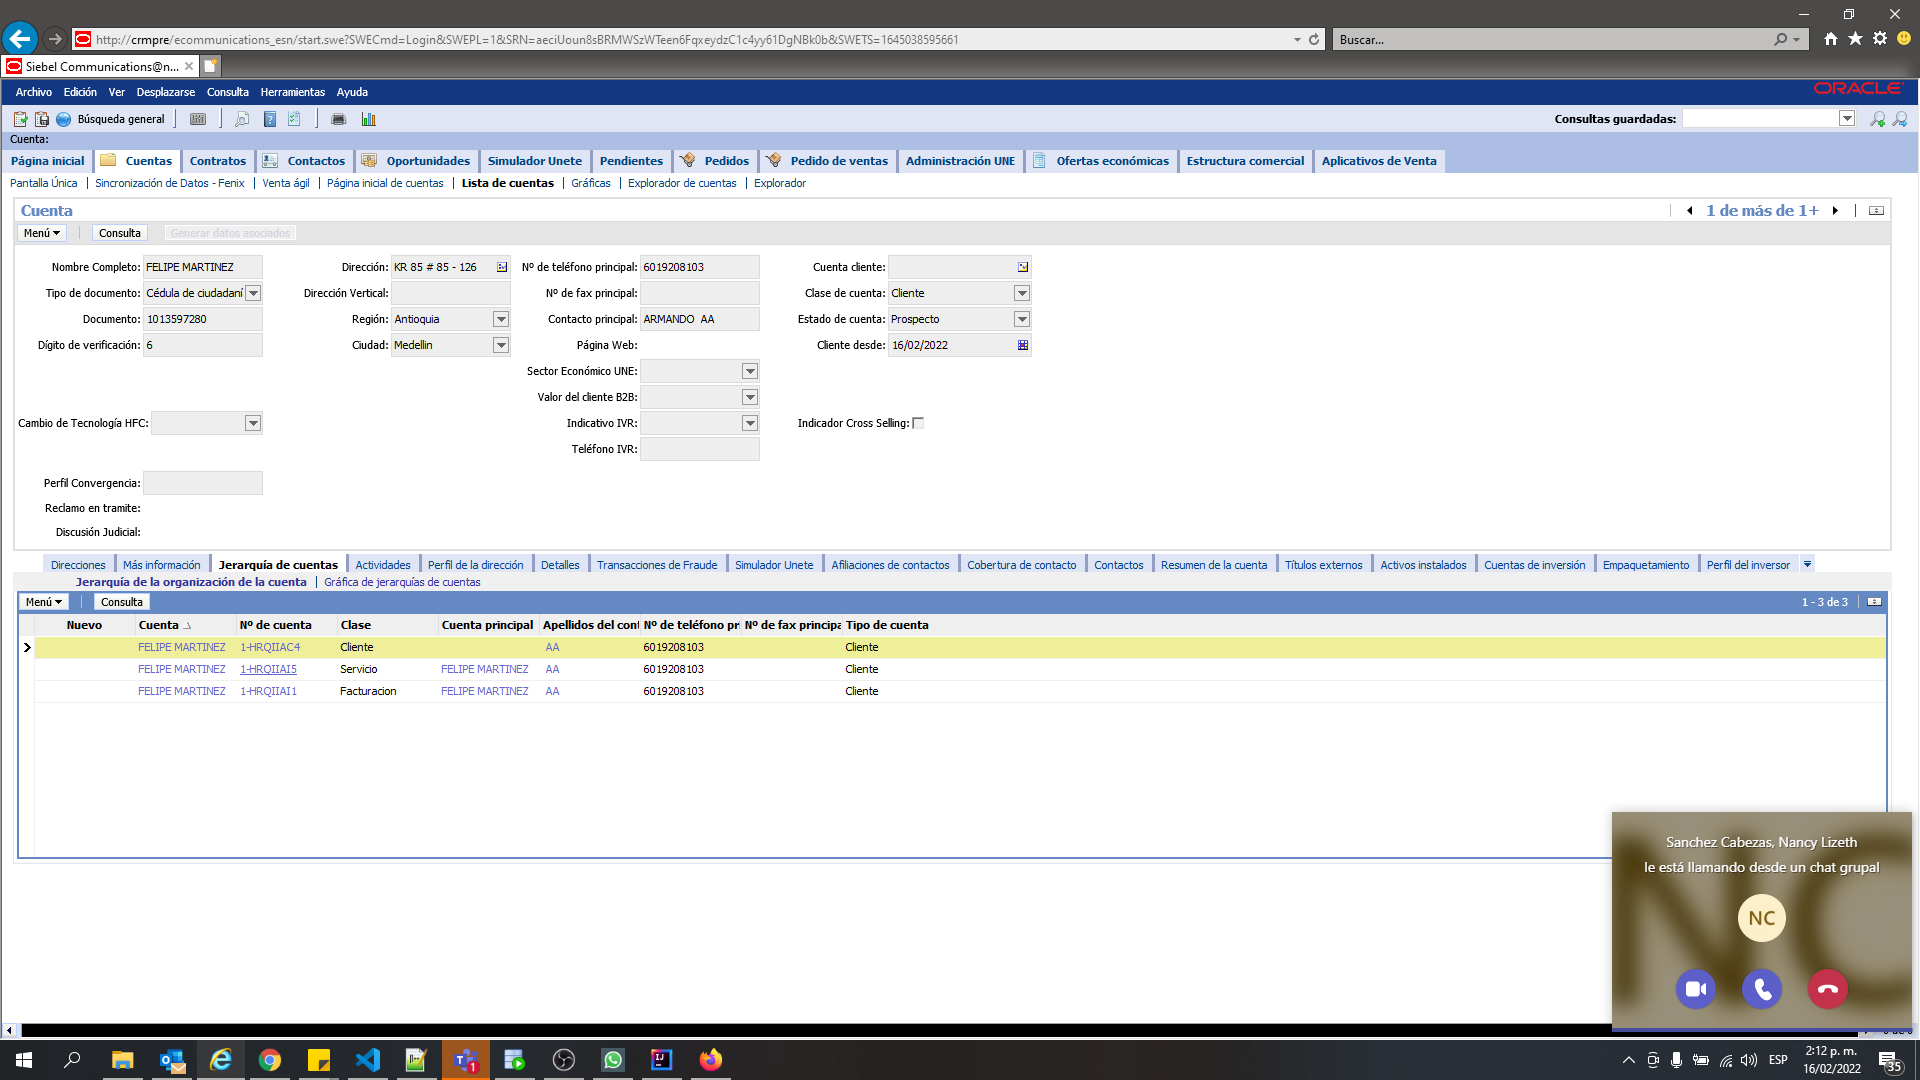 http://crmpre/ecommunications_esn/start.swe?SWECmd=Login&SWEPL=1&SRN=aeciUoun8sBRMWSzWTeen6FqxeydzC1c4yy61DgNBk0b&SWETS=1645038595661
Buscar...
Siebel Communications@n...
Archivo Edición Ver Desplazarse Consulta Herramientas Ayuda
ORACLE
Búsqueda general
Consultas guardadas:
Cuenta:
Página inicial Cuentas Contratos Contactos Oportunidades Simulador Unete Pendientes Pedidos Pedido de ventas Administración UNE Ofertas económicas Estructura comercial Aplicativos de Venta
Pantalla Única Sincronización de Datos - Fenix Venta ágil Página inicial de cuentas Lista de cuentas Gráficas Explorador de cuentas Explorador
Cuenta
1 de más de 1+
Menú Consulta Generar datos asociados
Nombre Completo: FELIPE MARTINEZ Dirección: KR 85 # 85 - 126 Nº de teléfono principal: 6019208103 Cuenta cliente:
Tipo de documento: Cédula de ciudadaní Dirección Vertical: Nº de fax principal: Clase de cuenta: Cliente
Documento: 1013597280 Región: Antioquia Contacto principal: ARMANDO AA Estado de cuenta: Prospecto
Dígito de verificación: 6 Ciudad: Medellin Página Web: Cliente desde: 16/02/2022
Sector Económico UNE:
Valor del cliente B2B:
Cambio de Tecnología HFC: Indicativo IVR: Indicador Cross Selling:
Teléfono IVR:
Perfil Convergencia:
Reclamo en tramite:
Discusión Judicial:
Direcciones Más información Jerarquía de cuentas Actividades Perfil de la dirección Detalles Transacciones de Fraude Simulador Unete Afiliaciones de contactos Cobertura de contacto Contactos Resumen de la cuenta Títulos externos Activos instalados Cuentas de inversión Empaquetamiento Perfil del inversor
Jerarquía de la organización de la cuenta Gráfica de jerarquías de cuentas
Menú Consulta 1 - 3 de 3
Nuevo Cuenta Nº de cuenta Clase Cuenta principal Apellidos del cont Nº de teléfono pr Nº de fax principa Tipo de cuenta
FELIPE MARTINEZ 1-HRQIIAC4 Cliente AA 6019208103 Cliente
FELIPE MARTINEZ 1-HRQIIAI5 Servicio FELIPE MARTINEZ AA 6019208103 Cliente
FELIPE MARTINEZ 1-HRQIIAI1 Facturacion FELIPE MARTINEZ AA 6019208103 Cliente
Sanchez Cabezas, Nancy Lizeth
le está llamando desde un chat grupal
NC
ESP
2:12 p. m.
16/02/2022
35